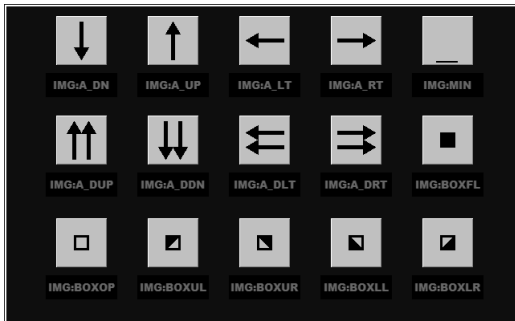 IMG:A_DN IMG:A_UP IMG:A_LT IMG:A_RT IMG:MIN
IMG:A_DUP IMG:A_DDN IMG:A_DLT IMG:A_DRT IMG:BOXFL
IMG:BOXOP IMG:BOXUL IMG:BOXUR IMG:BOXLL IMG:BOXLR